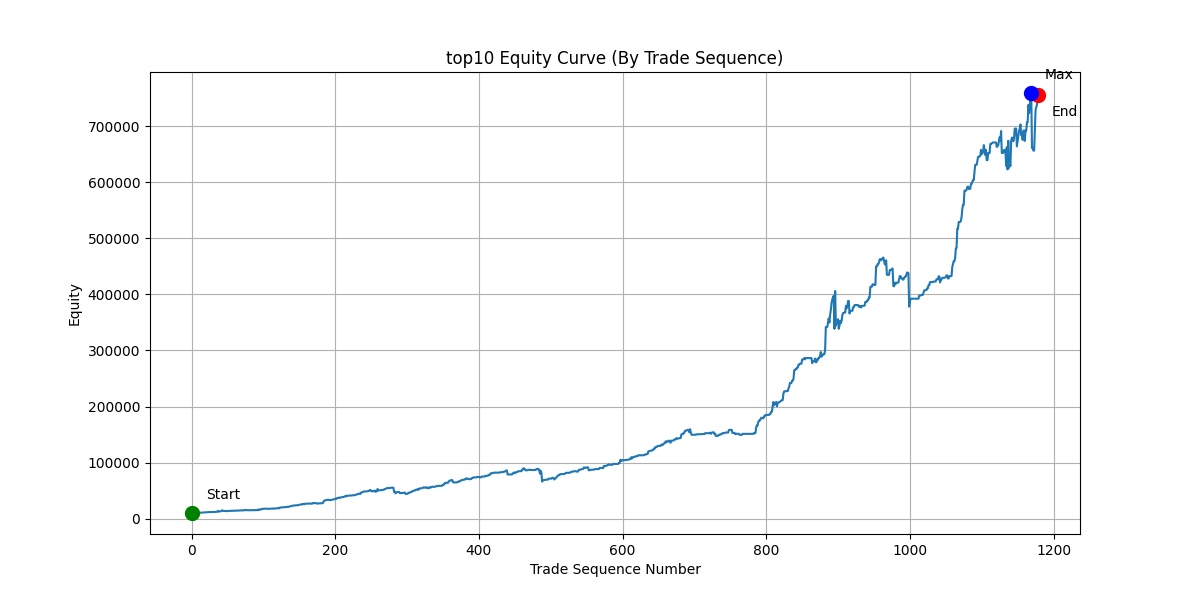 top10 Equity Curve (By Trade Sequence)
Max
End
Start
Equity
700000
600000
500000
400000
300000
200000
100000
0
0 200 400 600 800 1000 1200
Trade Sequence Number